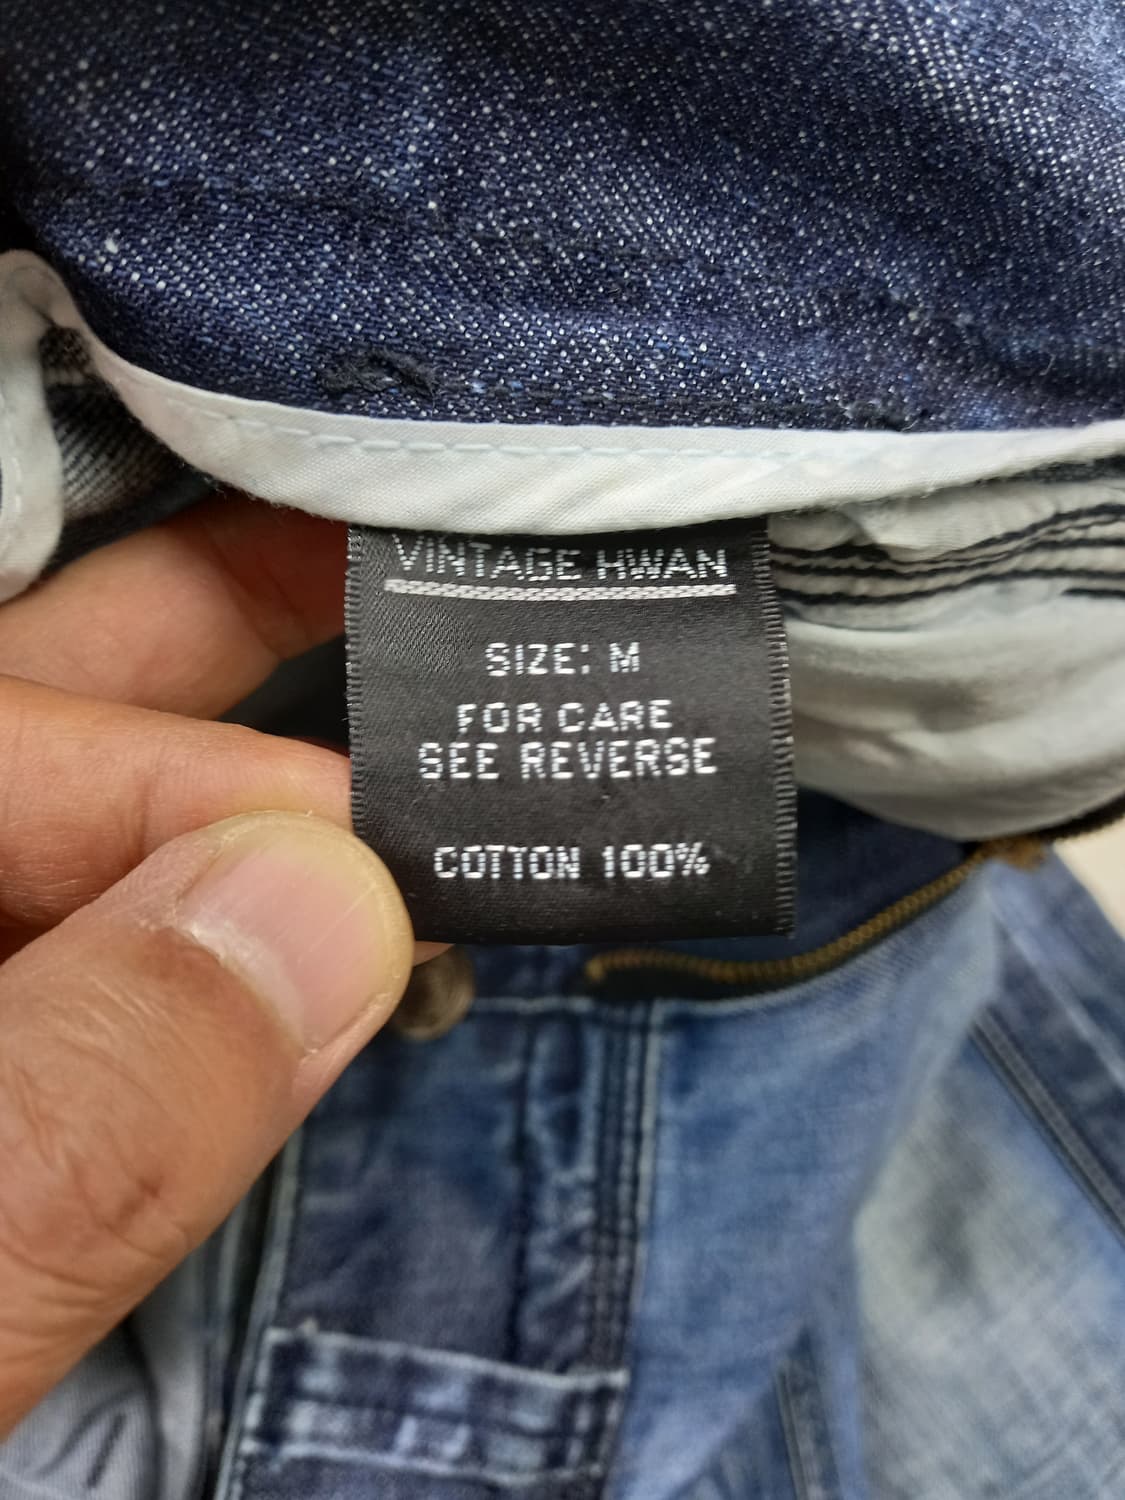 VINTAGE HWAN
SIZE: M
FOR CARE
SEE REVERSE
COTTON 100%